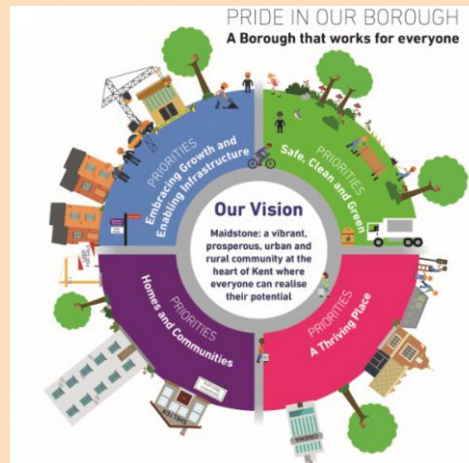 PRIDE IN OUR BOROUGH
A Borough that works for everyone
PRIORITIES
Embracing Growth and
Enabling Infrastructure
PRIORITIES
Safe, Clean and Green
Our Vision
Maidstone: a vibrant,
prosperous, urban and
rural community at the
heart of Kent where
everyone can realise
their potential
PRIORITIES
Homes and Communities
PRIORITIES
A Thriving Place
SHELTER
CINEMA